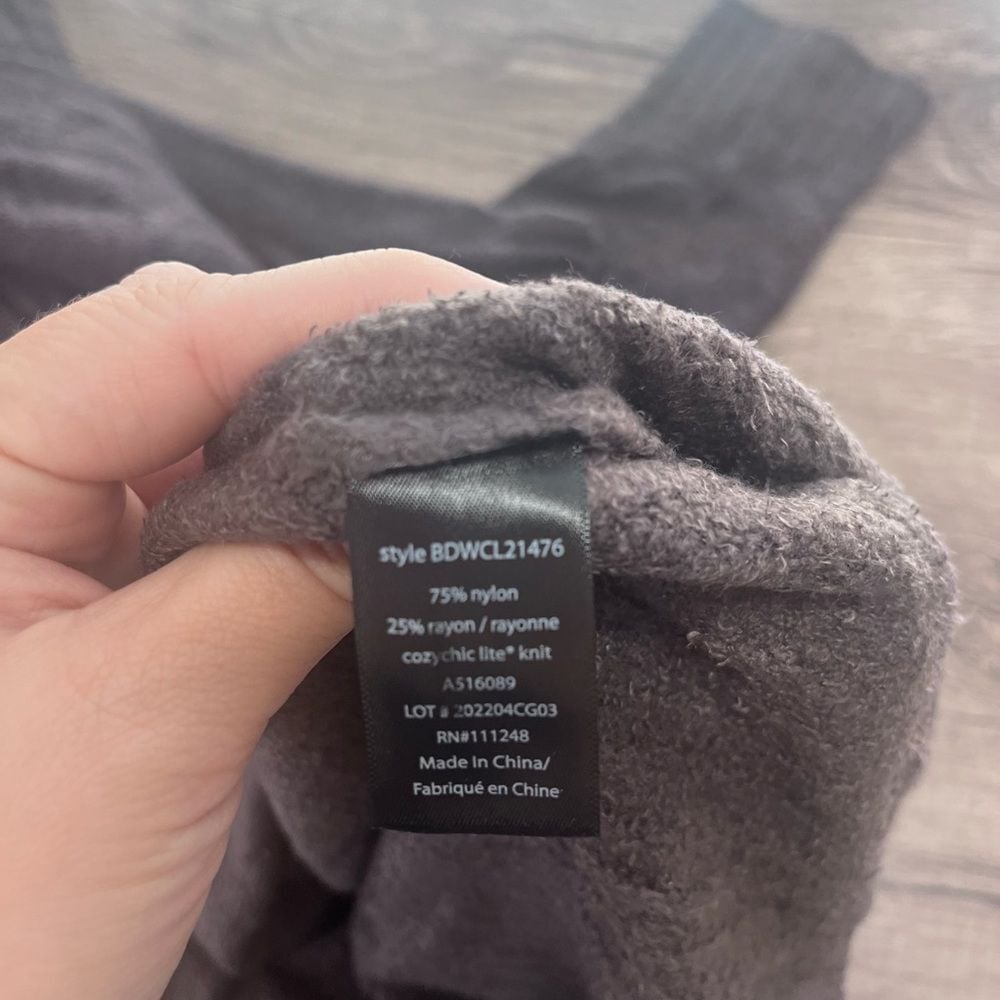 style BDWCL21476
75% nylon
25% rayon / rayonne
cozychic lite® knit
A516089
LOT # 202204CG03
RN#111248
Made In China/
Fabriqué en Chine